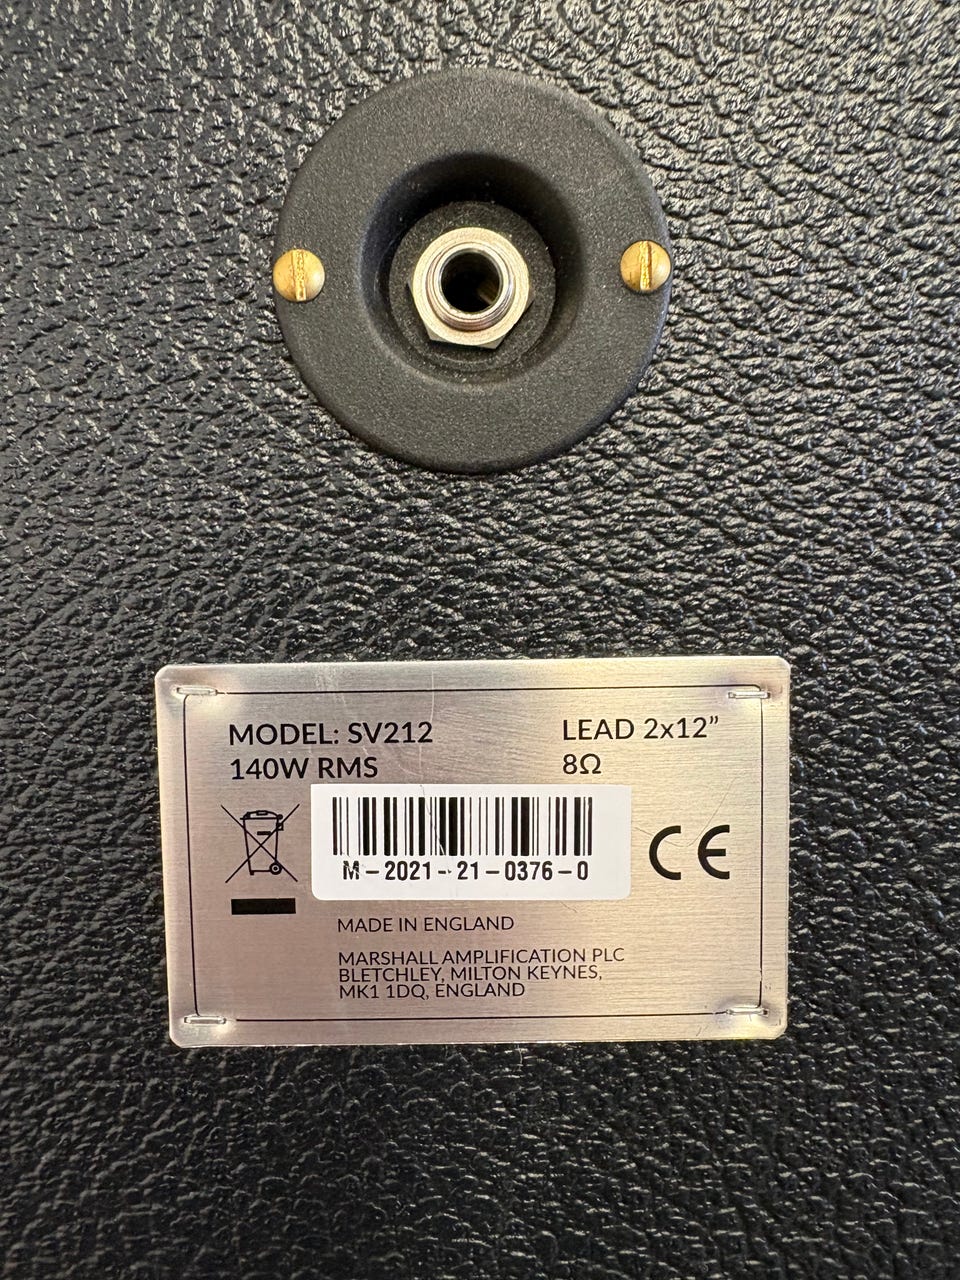 MODEL: SV212 LEAD 2x12”
140W RMS 8Ω
M-2021-21-0376-0
CE
MADE IN ENGLAND
MARSHALL AMPLIFICATION PLC
BLETCHLEY, MILTON KEYNES,
MK1 1DQ, ENGLAND